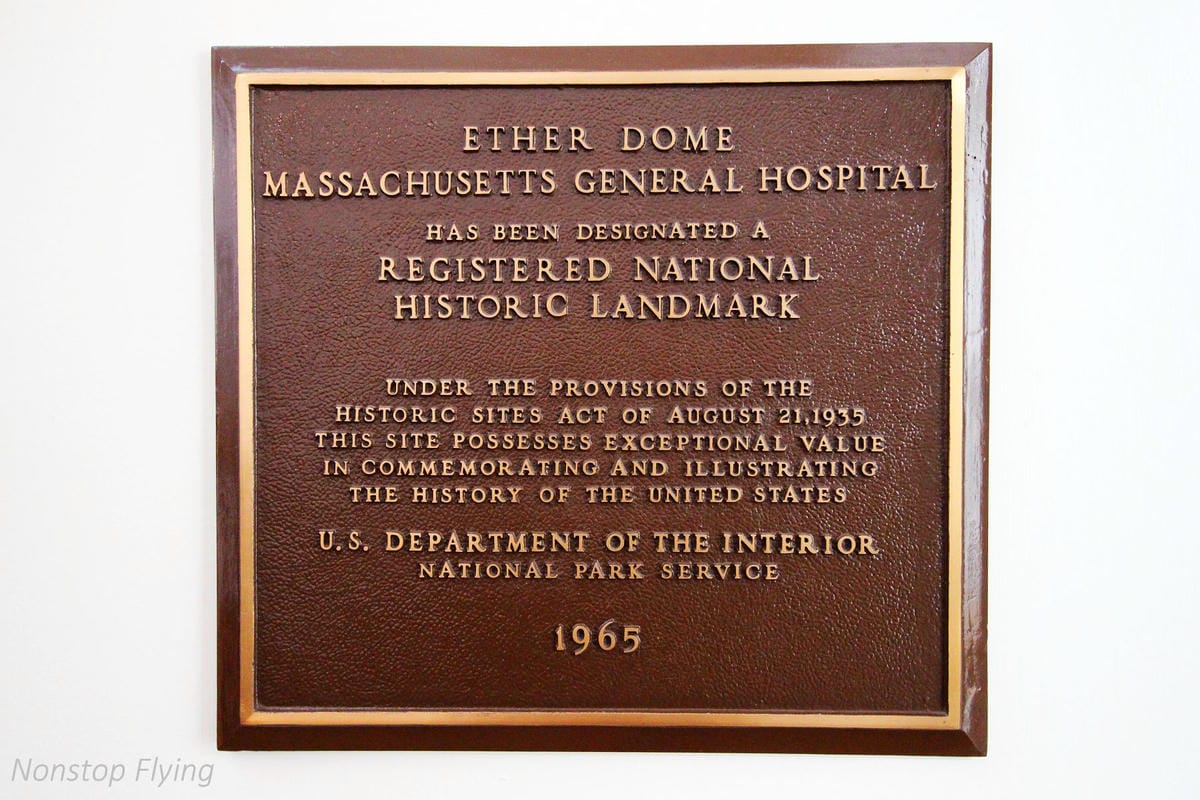 ETHER DOME
MASSACHUSETTS GENERAL HOSPITAL
HAS BEEN DESIGNATED A
REGISTERED NATIONAL
HISTORIC LANDMARK
UNDER THE PROVISIONS OF THE
HISTORIC SITES ACT OF AUGUST 21,1935
THIS SITE POSSESSES EXCEPTIONAL VALUE
IN COMMEMORATING AND ILLUSTRATING
THE HISTORY OF THE UNITED STATES
U.S. DEPARTMENT OF THE INTERIOR
NATIONAL PARK SERVICE
1965
Nonstop Flying